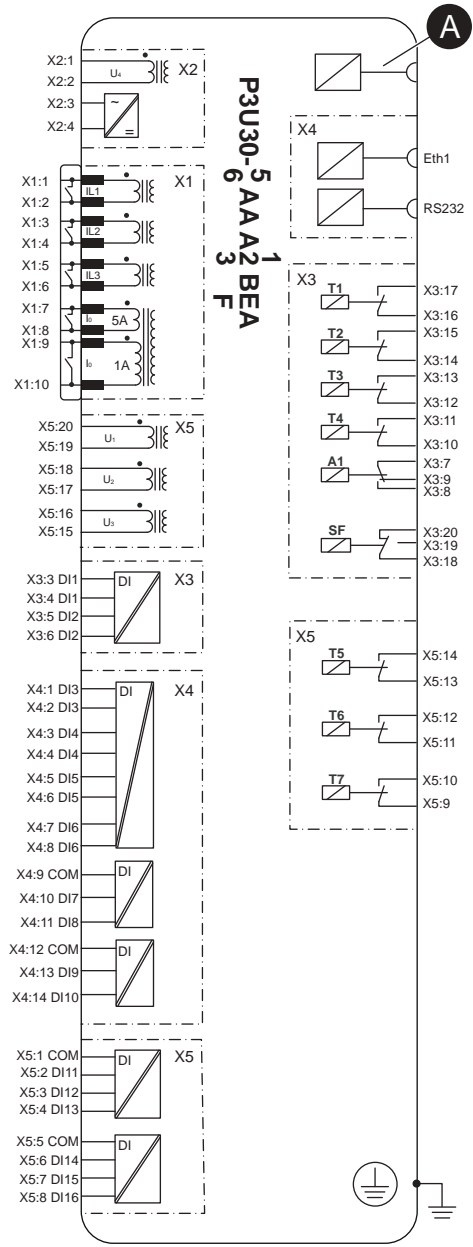 A
X2:1
X2:2
X2:3
X2:4
U4
X2
~
=
X1:1
X1:2
X1:3
X1:4
X1:5
X1:6
X1:7
X1:8
X1:9
X1:10
IL1
IL2
IL3
I0 5A
I0 1A
X1
X5:20
X5:19
X5:18
X5:17
X5:16
X5:15
U1
U2
U3
X5
X3:3 DI1
X3:4 DI1
X3:5 DI2
X3:6 DI2
DI
X3
X4:1 DI3
X4:2 DI3
X4:3 DI4
X4:4 DI4
X4:5 DI5
X4:6 DI5
X4:7 DI6
X4:8 DI6
DI
X4
X4:9 COM
X4:10 DI7
X4:11 DI8
DI
X4:12 COM
X4:13 DI9
X4:14 DI10
DI
X5:1 COM
X5:2 DI11
X5:3 DI12
X5:4 DI13
DI
X5
X5:5 COM
X5:6 DI14
X5:7 DI15
X5:8 DI16
DI
5 1
P3U30- AA A2 BEA
6 3 F
X4
Eth1
RS232
X3
T1
X3:17
X3:16
T2
X3:15
X3:14
T3
X3:13
X3:12
T4
X3:11
X3:10
A1
X3:7
X3:9
X3:8
SF
X3:20
X3:19
X3:18
X5
T5
X5:14
X5:13
T6
X5:12
X5:11
T7
X5:10
X5:9